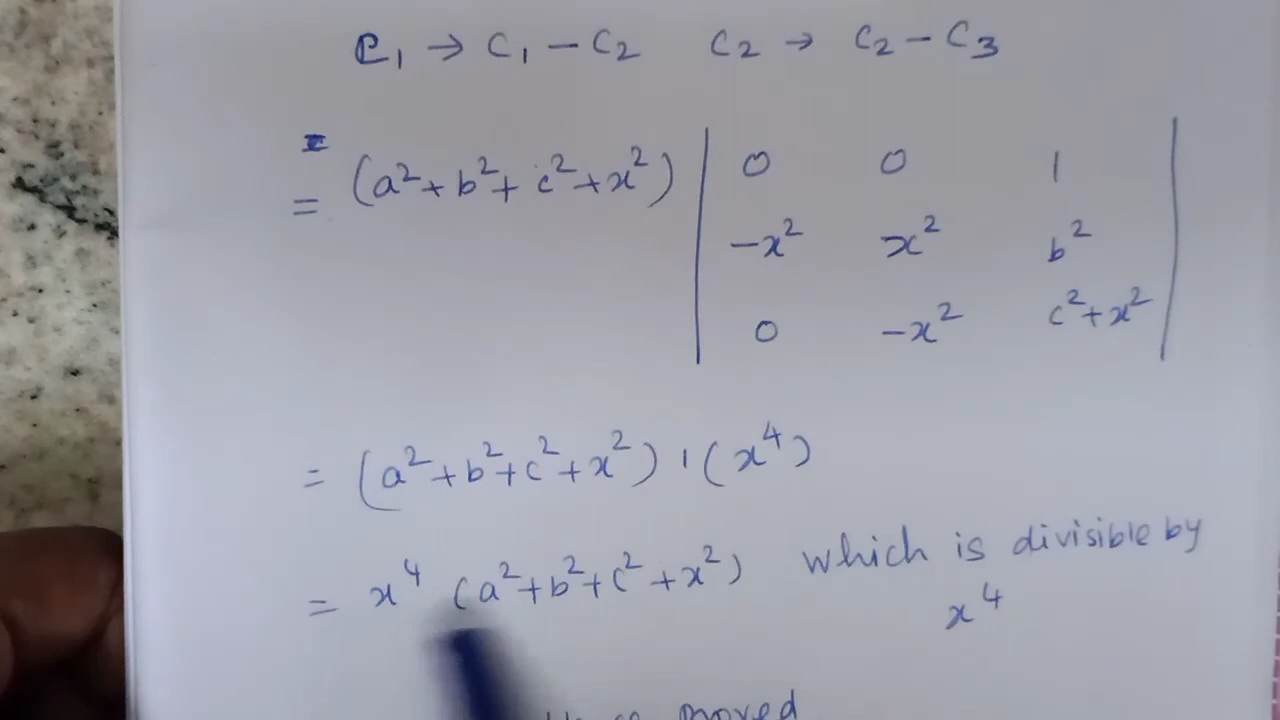 C₁ → C₁ − C₂   C₂ → C₂ − C₃
= (a² + b² + c² + x²) | 0 0 1 |
| −x² x² b² |
| 0 −x² c² + x² |
= (a² + b² + c² + x²) 1 (x⁴)
= x⁴ (a² + b² + c² + x²) which is divisible by
x⁴
proved